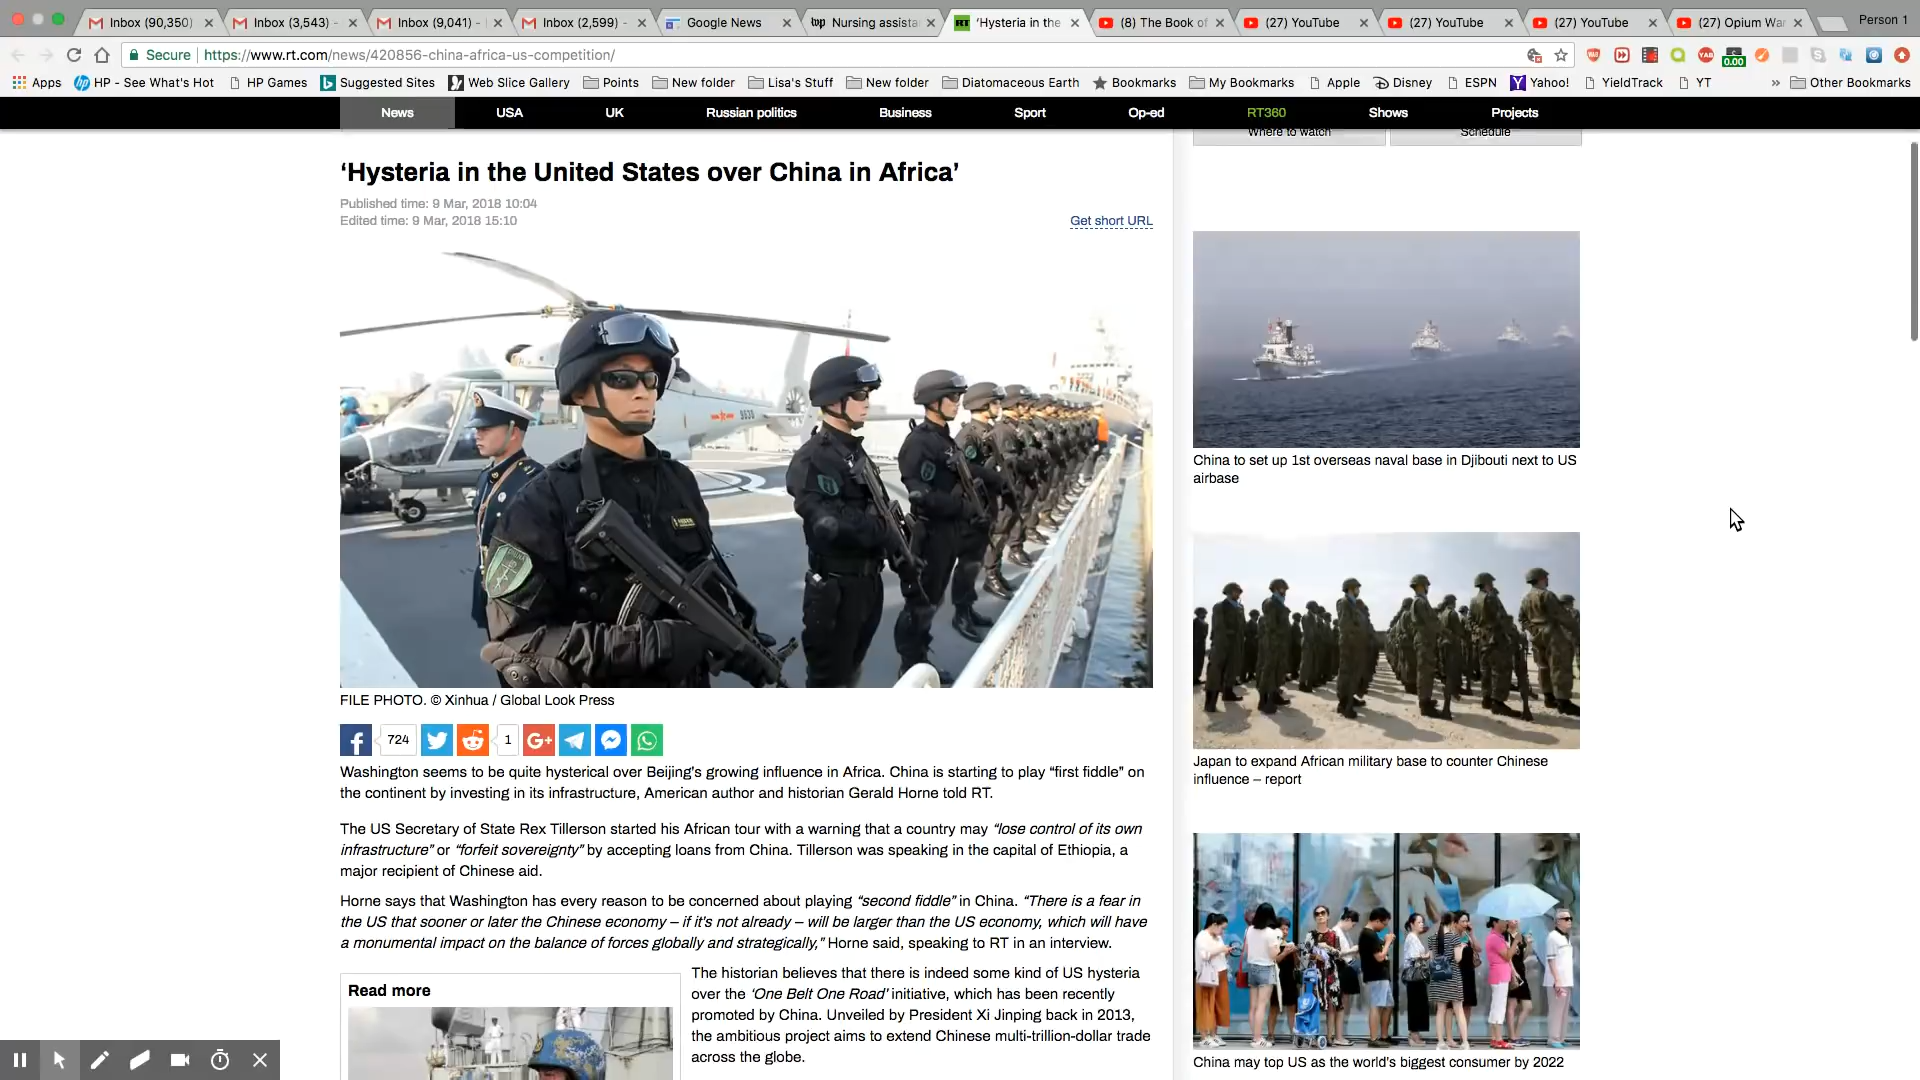 Inbox (90,350)
Inbox (3,543) -
Inbox (9,041) -
Inbox (2,599) -
Google News
wp Nursing assista
RT ‘Hysteria in the
(8) The Book of
(27) YouTube
(27) YouTube
(27) YouTube
(27) Opium Wa
Person 1
Secure
https://www.rt.com/news/420856-china-africa-us-competition/
0.00
Apps
HP - See What's Hot
HP Games
Suggested Sites
Web Slice Gallery
Points
New folder
Lisa's Stuff
New folder
Diatomaceous Earth
Bookmarks
My Bookmarks
Apple
Disney
ESPN
Yahoo!
YieldTrack
YT
»
Other Bookmarks
News
USA
UK
Russian politics
Business
Sport
Op-ed
RT360
Shows
Projects
Where to watch
Schedule
‘Hysteria in the United States over China in Africa’
Published time: 9 Mar, 2018 10:04
Edited time: 9 Mar, 2018 15:10
Get short URL
FILE PHOTO. © Xinhua / Global Look Press
724
1
G+
Washington seems to be quite hysterical over Beijing's growing influence in Africa. China is starting to play “first fiddle” on
the continent by investing in its infrastructure, American author and historian Gerald Horne told RT.
The US Secretary of State Rex Tillerson started his African tour with a warning that a country may “lose control of its own
infrastructure” or “forfeit sovereignty” by accepting loans from China. Tillerson was speaking in the capital of Ethiopia, a
major recipient of Chinese aid.
Horne says that Washington has every reason to be concerned about playing “second fiddle” in China. “There is a fear in
the US that sooner or later the Chinese economy – if it’s not already – will be larger than the US economy, which will have
a monumental impact on the balance of forces globally and strategically,” Horne said, speaking to RT in an interview.
Read more
The historian believes that there is indeed some kind of US hysteria
over the ‘One Belt One Road’ initiative, which has been recently
promoted by China. Unveiled by President Xi Jinping back in 2013,
the ambitious project aims to extend Chinese multi-trillion-dollar trade
across the globe.
China to set up 1st overseas naval base in Djibouti next to US
airbase
Japan to expand African military base to counter Chinese
influence – report
China may top US as the world’s biggest consumer by 2022